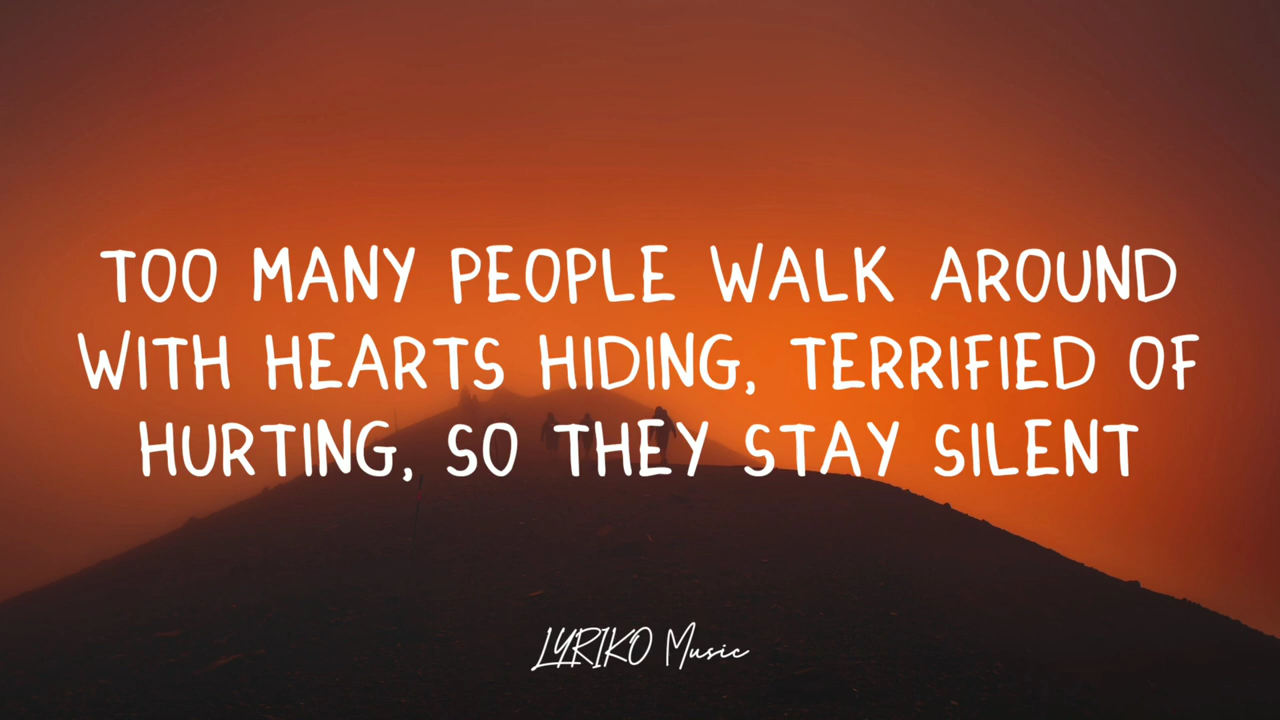 TOO MANY PEOPLE WALK AROUND
WITH HEARTS HIDING, TERRIFIED OF
HURTING, SO THEY STAY SILENT
LYRIKO Music